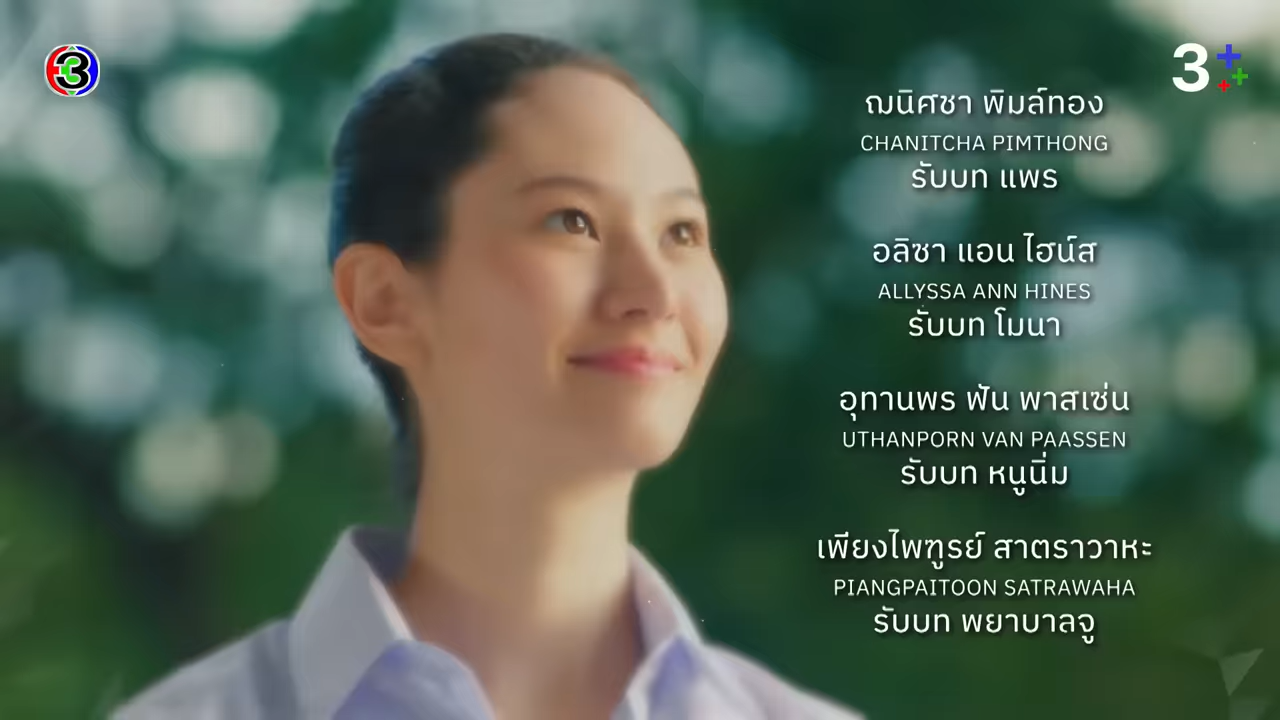 3
3
ฌนิศชา พิมล์ทอง
CHANITCHA PIMTHONG
รับบท แพร
อลิซา แอน ไฮน์ส
ALLYSSA ANN HINES
รับบท โมนา
อุทานพร ฟัน พาสเซ่น
UTHANPORN VAN PAASSEN
รับบท หนูนิ่ม
เพียงไพฑูรย์ สาตราวาหะ
PIANGPAITOON SATRAWAHA
รับบท พยาบาลจู